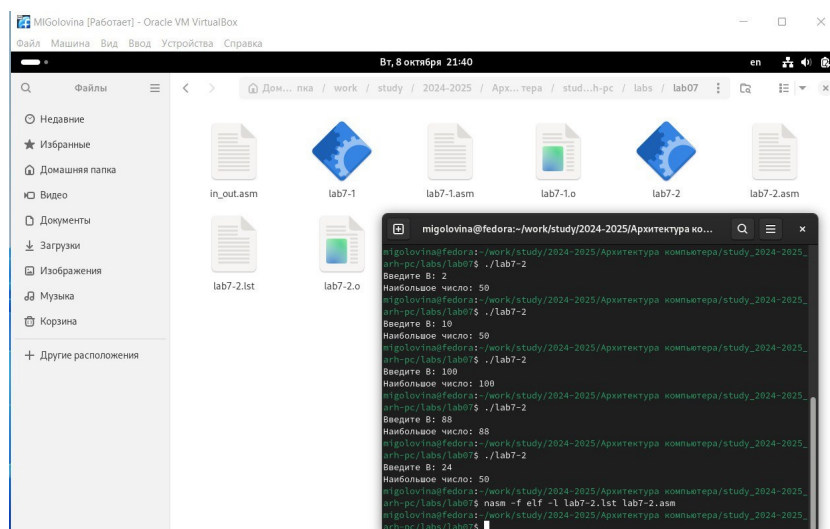 MIGolovina [Работает] - Oracle VM VirtualBox
Файл Машина Вид Ввод Устройства Справка
Вт, 8 октября 21:40
en
Файлы
Дом… пка / work / study / 2024-2025 / Арх… тера / stud…h-pc / labs / lab07
Недавние
Избранные
Домашняя папка
Видео
Документы
Загрузки
Изображения
Музыка
Корзина
+ Другие расположения
in_out.asm
lab7-1
lab7-1.asm
lab7-1.o
lab7-2
lab7-2.asm
lab7-2.lst
lab7-2.o
migolovina@fedora:~/work/study/2024-2025/Архитектура ко…
migolovina@fedora:~/work/study/2024-2025/Архитектура компьютера/study_2024-2025_
arh-pc/labs/lab07$ ./lab7-2
Введите B: 2
Наибольшее число: 50
migolovina@fedora:~/work/study/2024-2025/Архитектура компьютера/study_2024-2025_
arh-pc/labs/lab07$ ./lab7-2
Введите B: 10
Наибольшее число: 50
migolovina@fedora:~/work/study/2024-2025/Архитектура компьютера/study_2024-2025_
arh-pc/labs/lab07$ ./lab7-2
Введите B: 100
Наибольшее число: 100
migolovina@fedora:~/work/study/2024-2025/Архитектура компьютера/study_2024-2025_
arh-pc/labs/lab07$ ./lab7-2
Введите B: 88
Наибольшее число: 88
migolovina@fedora:~/work/study/2024-2025/Архитектура компьютера/study_2024-2025_
arh-pc/labs/lab07$ ./lab7-2
Введите B: 24
Наибольшее число: 50
migolovina@fedora:~/work/study/2024-2025/Архитектура компьютера/study_2024-2025_
arh-pc/labs/lab07$ nasm -f elf -l lab7-2.lst lab7-2.asm
migolovina@fedora:~/work/study/2024-2025/Архитектура компьютера/study_2024-2025_
arh-pc/labs/lab07$